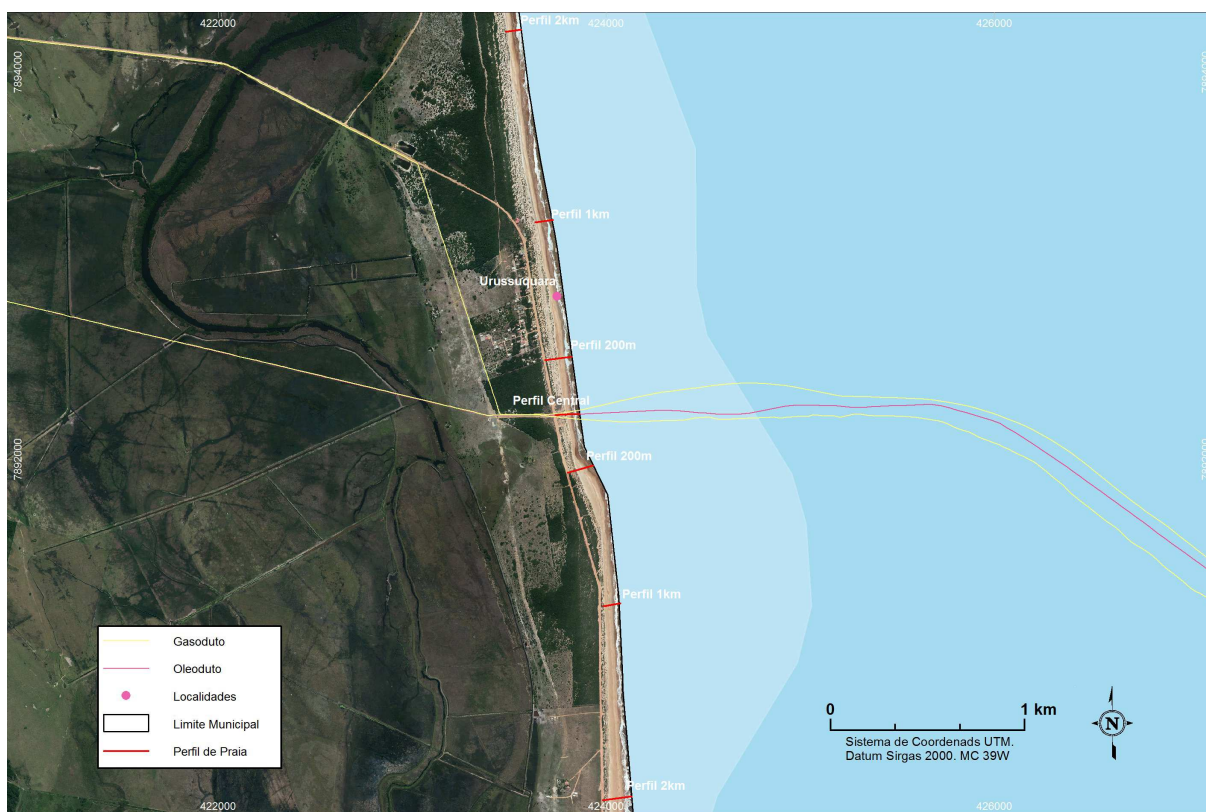 422000
424000
426000
Perfil 2km
7894000
7894000
Perfil 1km
Urussuquara
Perfil 200m
Perfil Central
Perfil 200m
7892000
7892000
Perfil 1km
Gasoduto
Oleoduto
Localidades
Limite Municipal
Perfil de Praia
0
1 km
Sistema de Coordenads UTM.
Datum Sirgas 2000. MC 39W
N
Perfil 2km
422000
424000
426000